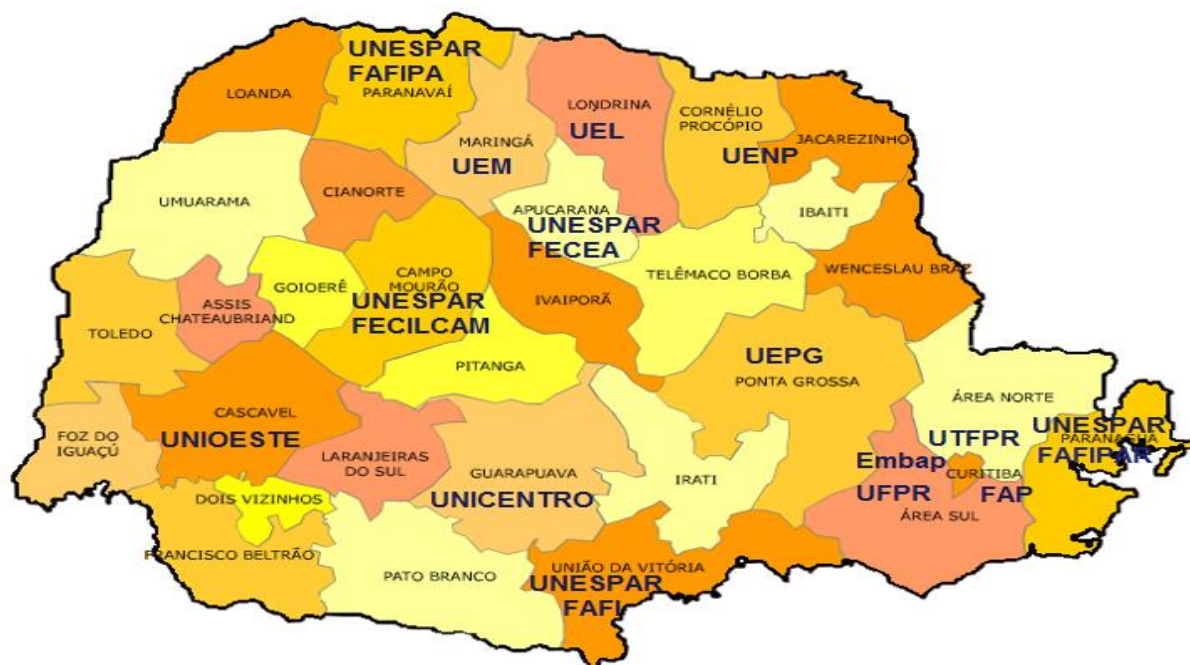 UNESPAR
FAFIPA
PARANAVAÍ
LOANDA
LONDRINA
UEL
CORNÉLIO
PROCÓPIO
UENP
JACAREZINHO
MARINGÁ
UEM
UMUARAMA
CIANORTE
APUCARANA
UNESPAR
FECEA
IBAITI
TELÊMACO BORBA
WENCESLAU BRAZ
GOIOERÊ
CAMPO
MOURÃO
UNESPAR
FECILCAM
IVAIPORÃ
ASSIS
CHATEAUBRIAND
TOLEDO
PITANGA
UEPG
PONTA GROSSA
ÁREA NORTE
CASCAVEL
UNIOESTE
FOZ DO
IGUAÇÚ
LARANJEIRAS
DO SUL
GUARAPUAVA
UNICENTRO
IRATI
UTFPR
UNESPAR
PARANAGUA
FAFIPAR
Embap
CURITIBA
UFPR
FAP
ÁREA SUL
DOIS VIZINHOS
FRANCISCO BELTRÃO
PATO BRANCO
UNIÃO DA VITÓRIA
UNESPAR
FAFI